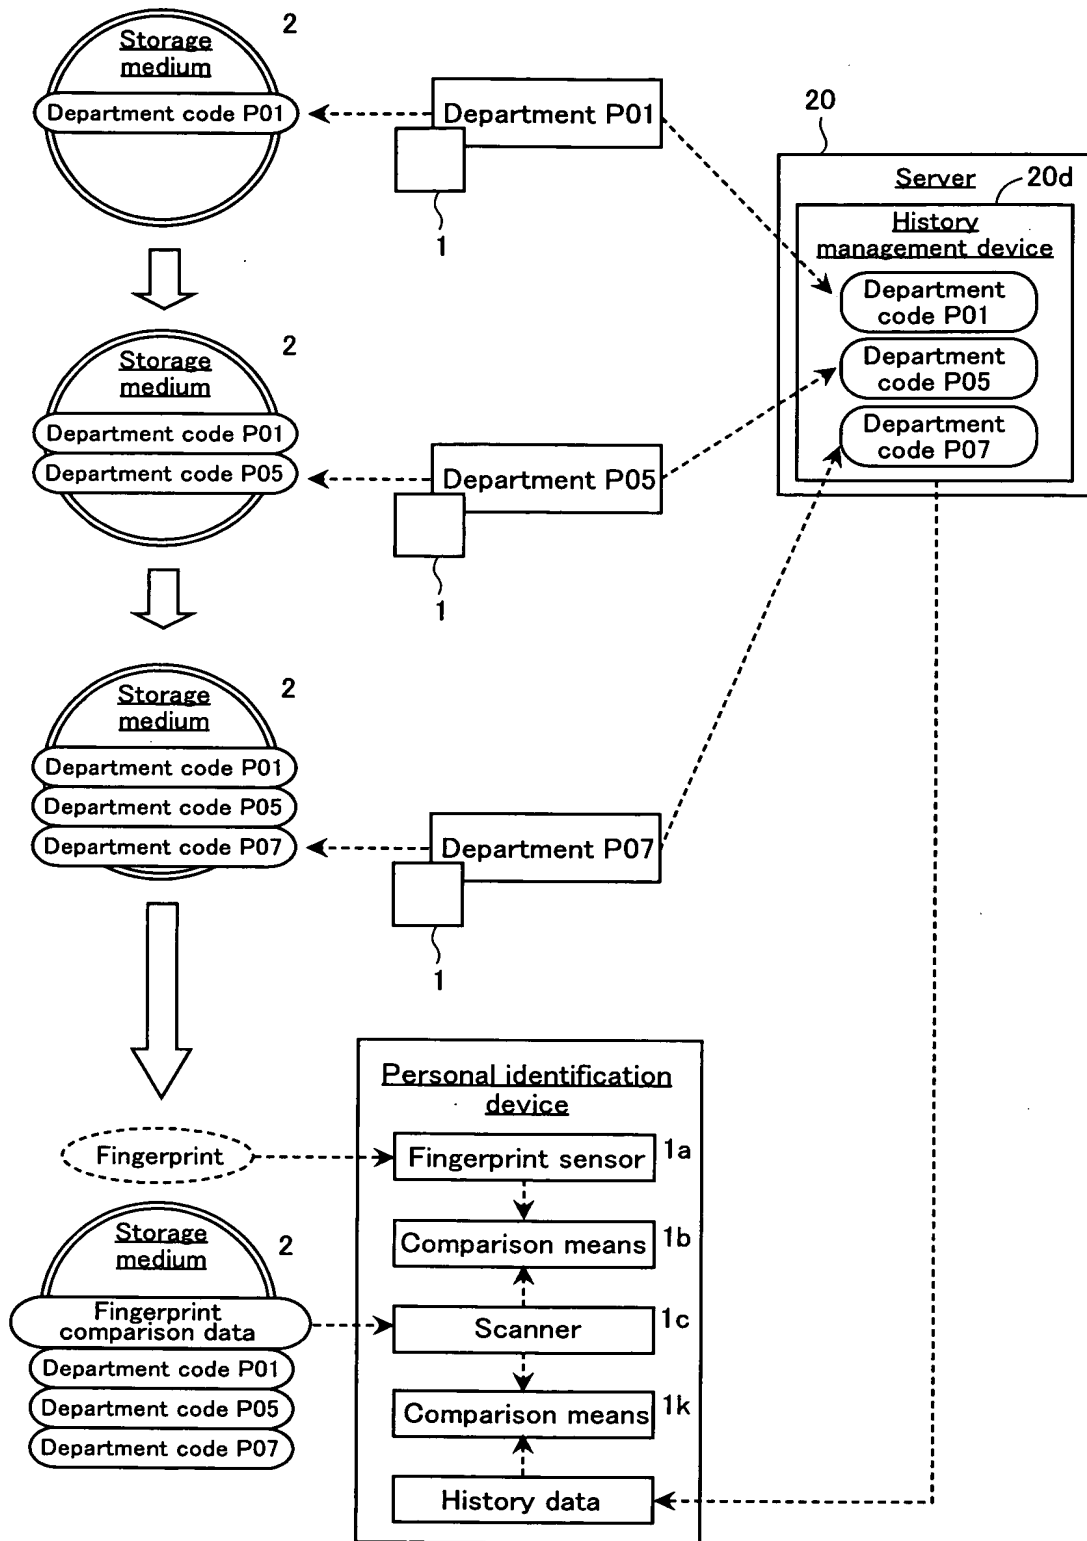 2
Storage
medium
Department code P01
Department P01
1
20
Server
20d
History
management device
Department
code P01
Department
code P05
Department
code P07
2
Storage
medium
Department code P01
Department code P05
Department P05
1
2
Storage
medium
Department code P01
Department code P05
Department code P07
Department P07
1
Personal identification
device
Fingerprint
Fingerprint sensor
1a
Comparison means
1b
2
Storage
medium
Fingerprint
comparison data
Department code P01
Department code P05
Department code P07
Scanner
1c
Comparison means
1k
History data